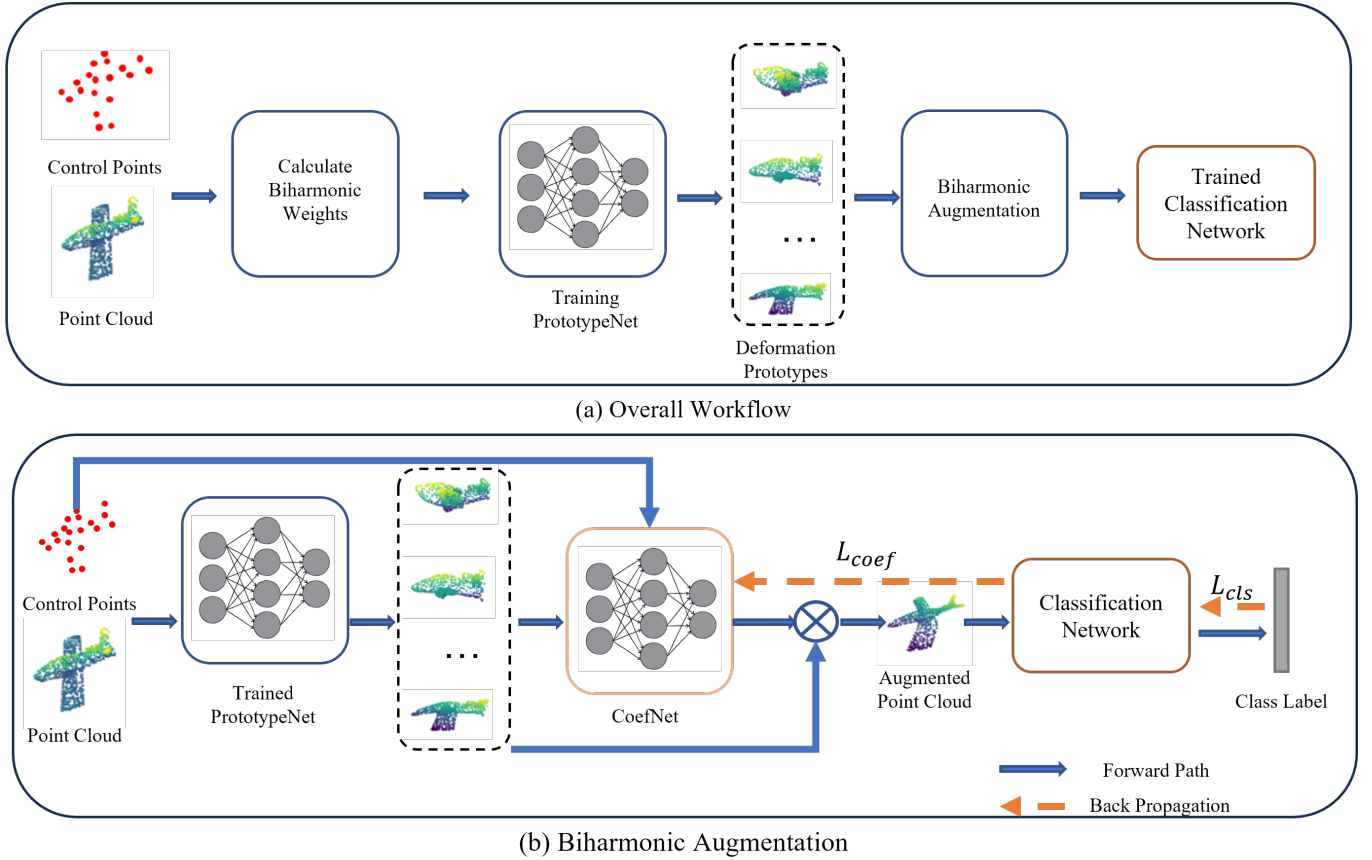 Control Points
Point Cloud
Calculate
Biharmonic
Weights
Training
PrototypeNet
...
Deformation
Prototypes
Biharmonic
Augmentation
Trained
Classification
Network
(a) Overall Workflow
Control Points
Point Cloud
Trained
PrototypeNet
...
CoefNet
L_coef
Augmented
Point Cloud
Classification
Network
L_cls
Class Label
Forward Path
Back Propagation
(b) Biharmonic Augmentation